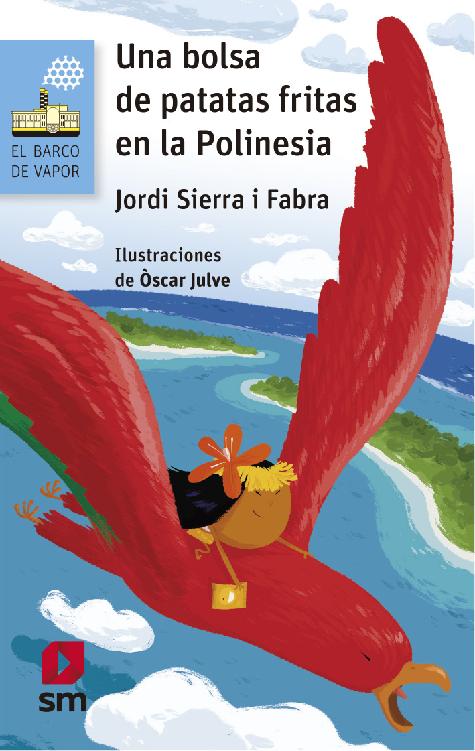 Una bolsa
de patatas fritas
en la Polinesia
Jordi Sierra i Fabra
Ilustraciones
de Òscar Julve
EL BARCO
DE VAPOR
sm